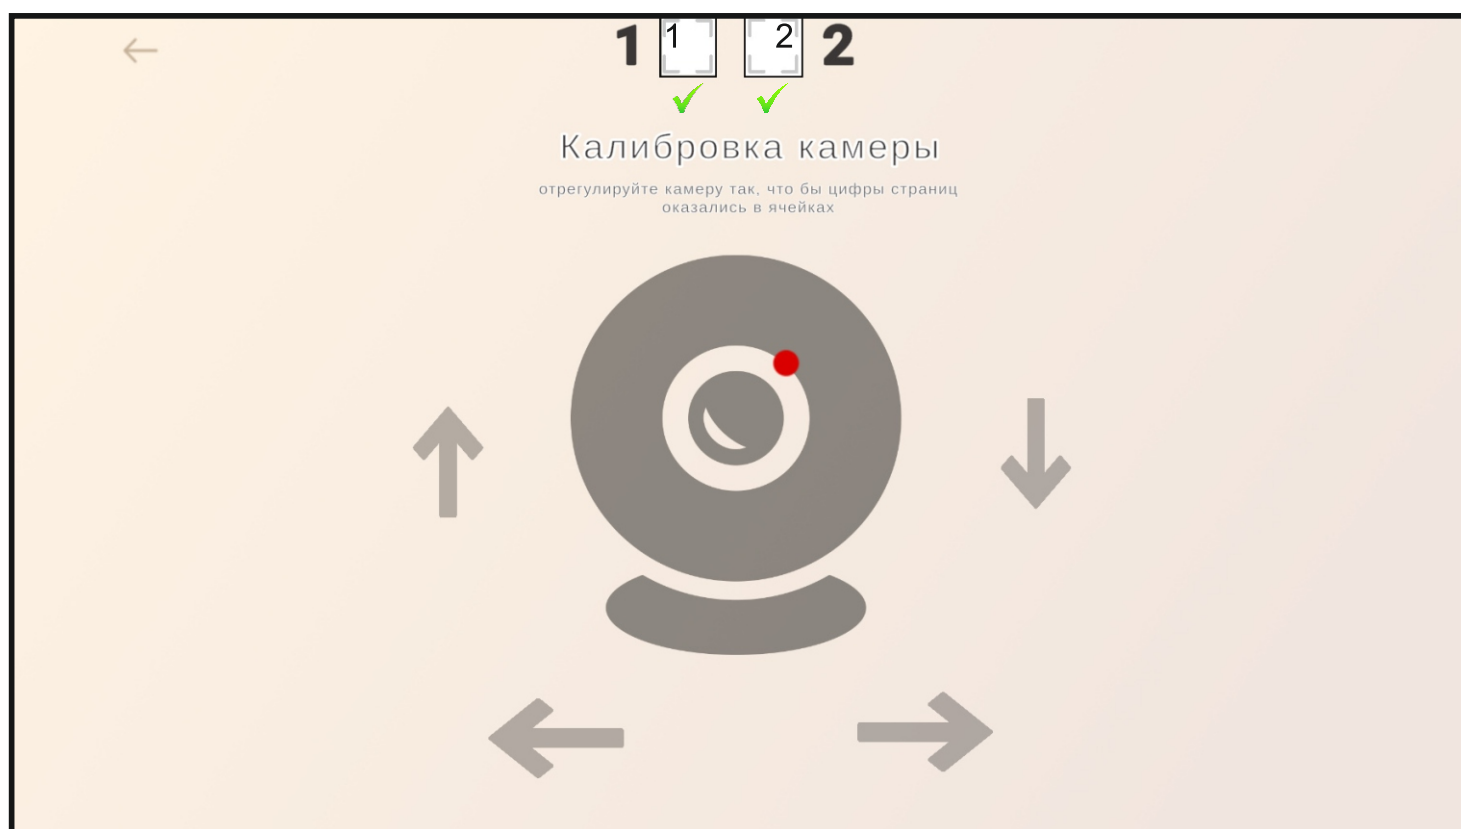 1 1 2 2
Калибровка камеры
отрегулируйте камеру так, что бы цифры страниц
оказались в ячейках